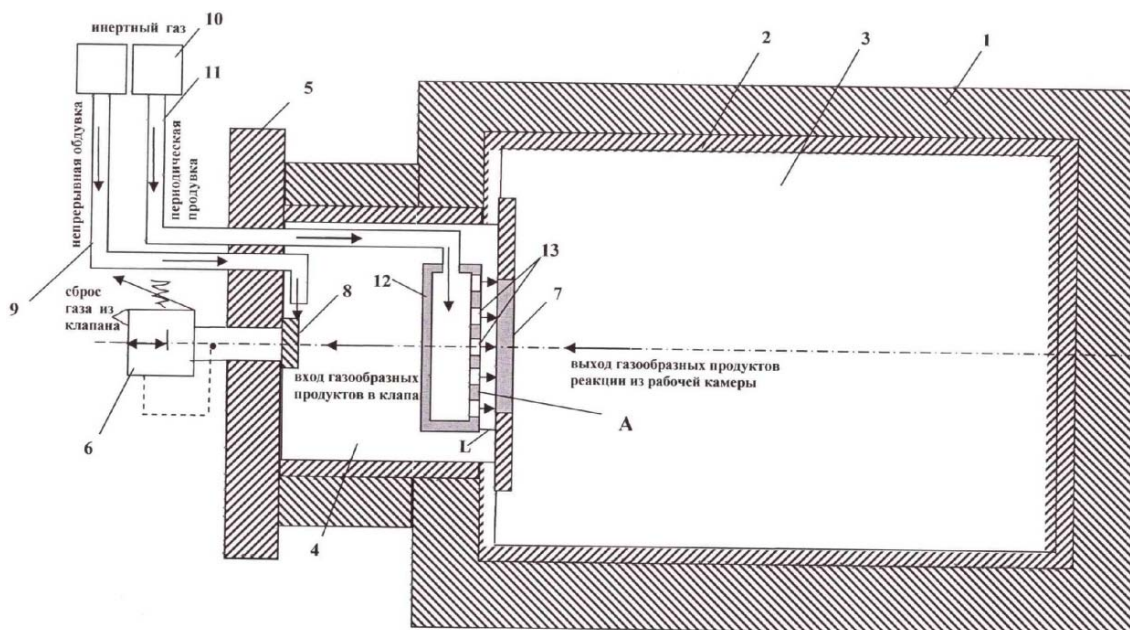 инертный газ
10
11
5
2
3
1
непрерывная обдувка
периодическая
продувка
9
сброс
газа из
клапана
6
8
12
13
7
вход газообразных
продуктов в клапа
выход газообразных продуктов
реакции из рабочей камеры
A
L
4